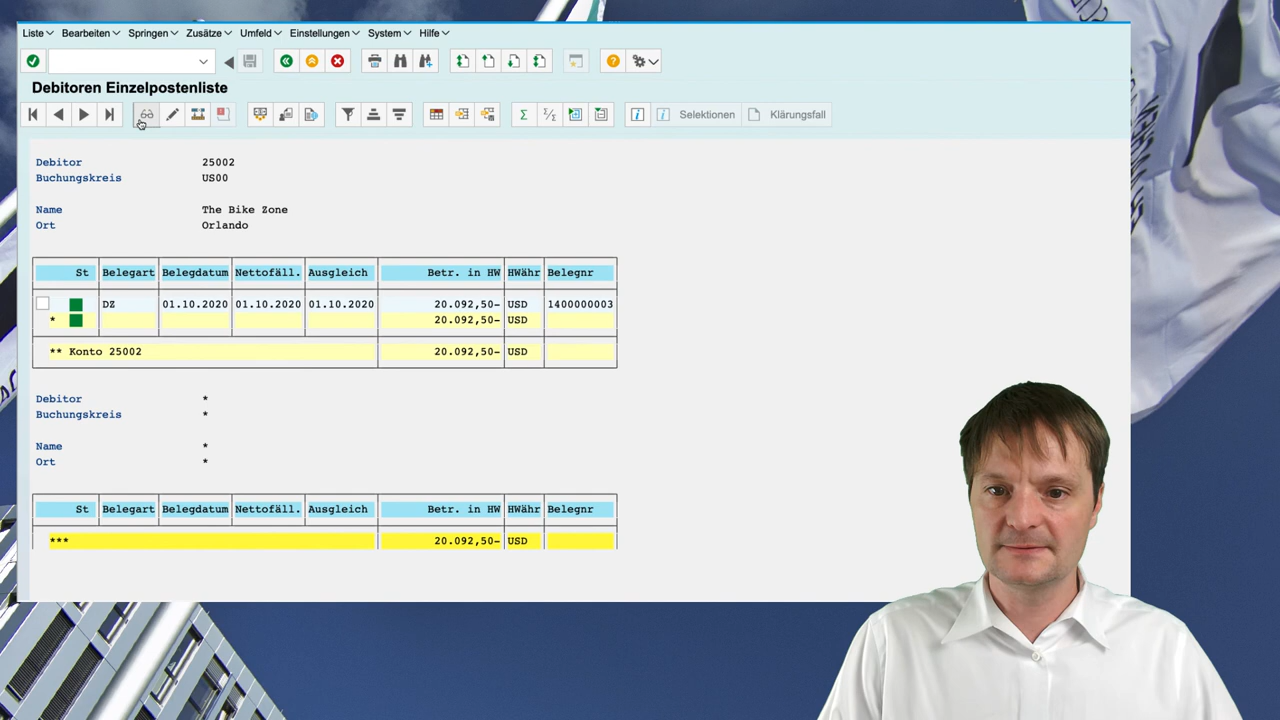 Liste Bearbeiten Springen Zusätze Umfeld Einstellungen System Hilfe
Debitoren Einzelpostenliste
Selektionen Klärungsfall
Debitor 25002
Buchungskreis US00
Name The Bike Zone
Ort Orlando
St Belegart Belegdatum Nettofäll. Ausgleich Betr. in HW HWähr Belegnr
DZ 01.10.2020 01.10.2020 01.10.2020 20.092,50- USD 1400000003
* 20.092,50- USD
** Konto 25002 20.092,50- USD
Debitor *
Buchungskreis *
Name *
Ort *
St Belegart Belegdatum Nettofäll. Ausgleich Betr. in HW HWähr Belegnr
*** 20.092,50- USD